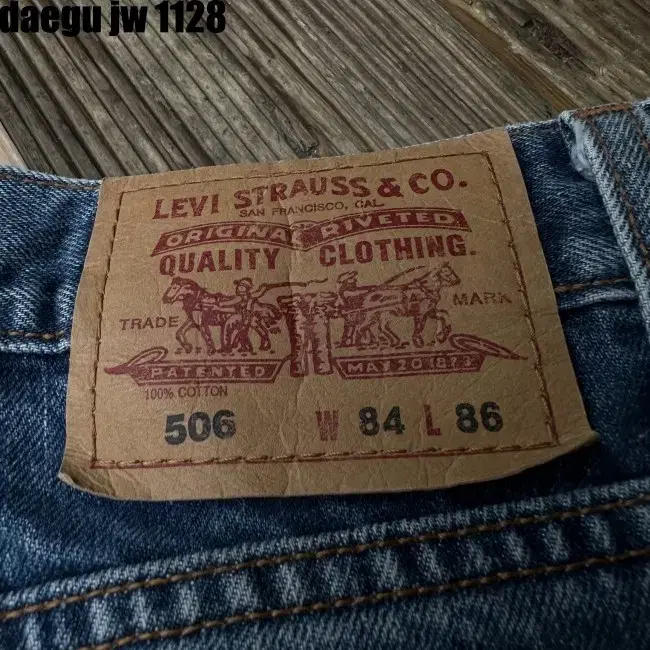 daegu jw 1128
LEVI STRAUSS & CO.
SAN FRANCISCO, CAL.
ORIGINAL RIVETED
QUALITY CLOTHING.
TRADE MARK
PATENTED MAY 20 1873
100% COTTON
506 W 84 L 86